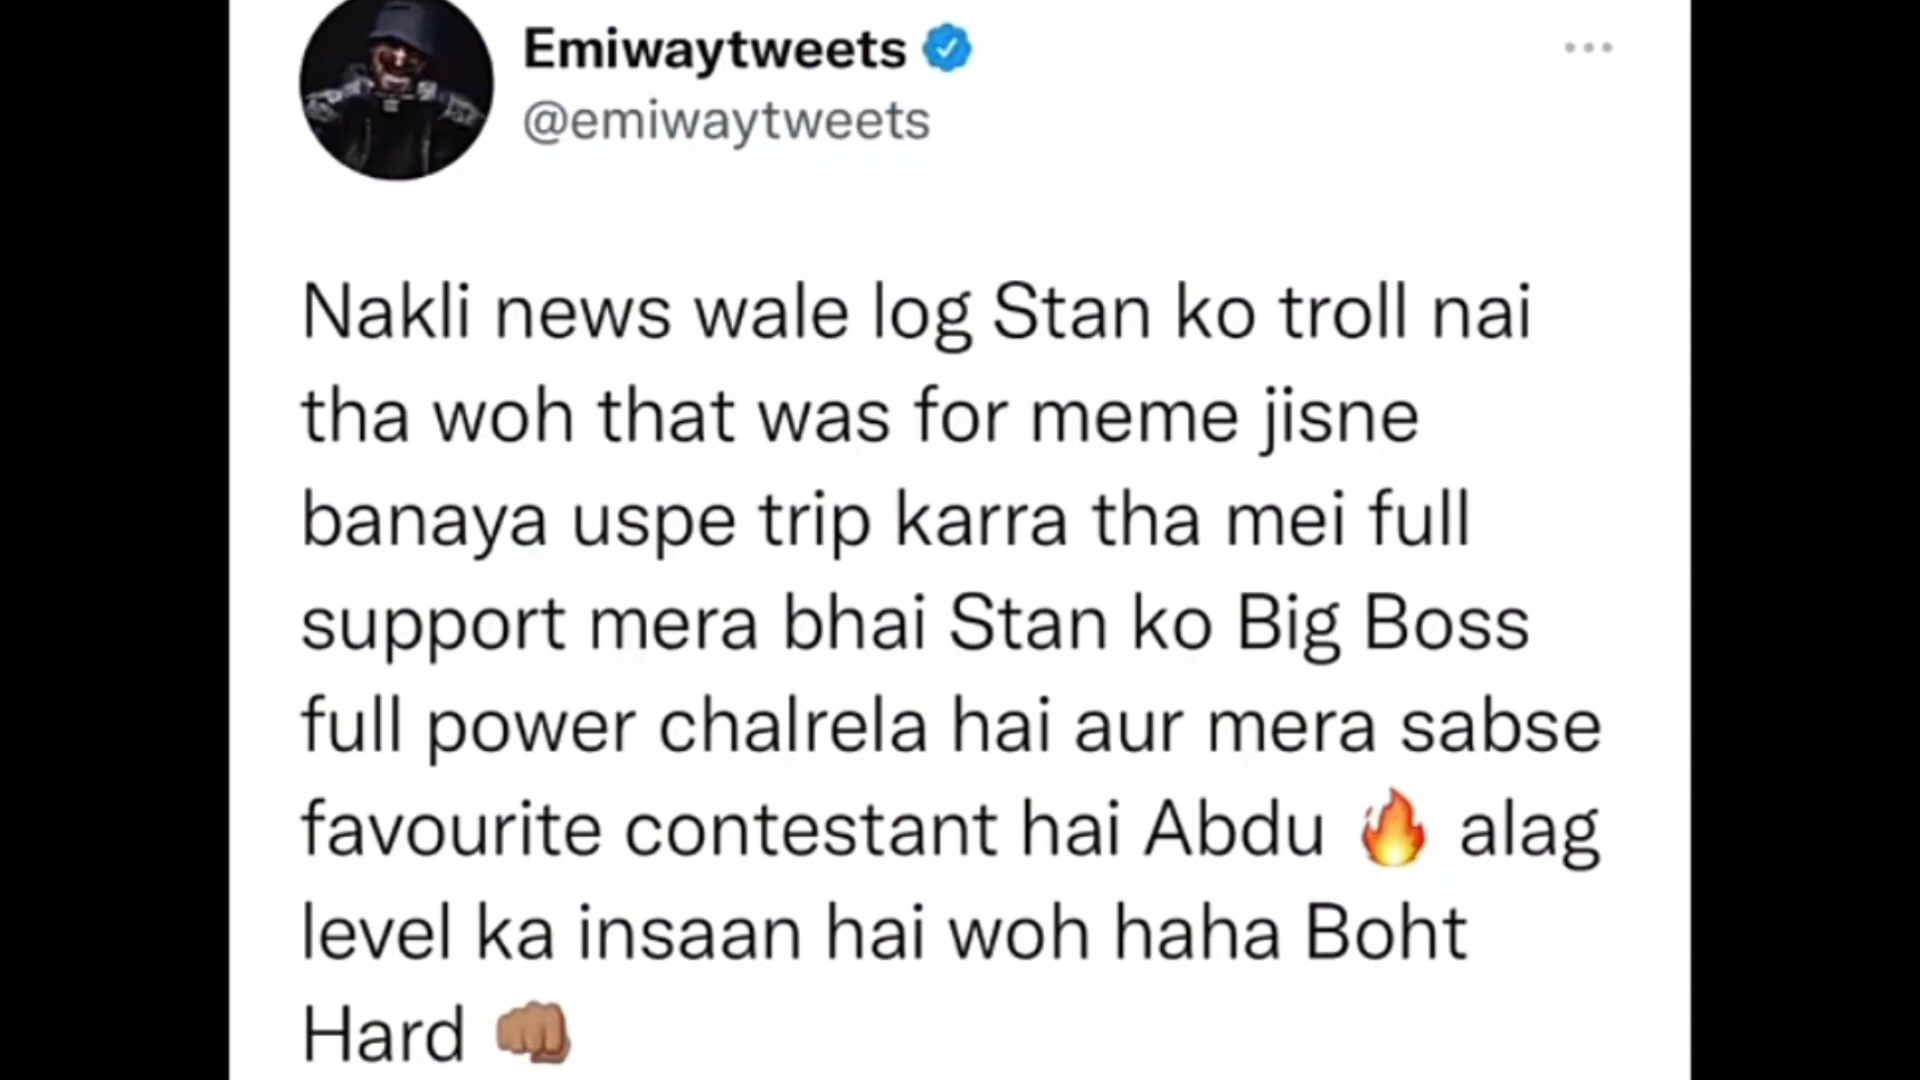 Emiwaytweets
@emiwaytweets
Nakli news wale log Stan ko troll nai
tha woh that was for meme jisne
banaya uspe trip karra tha mei full
support mera bhai Stan ko Big Boss
full power chalrela hai aur mera sabse
favourite contestant hai Abdu 🔥 alag
level ka insaan hai woh haha Boht
Hard 👊🏽